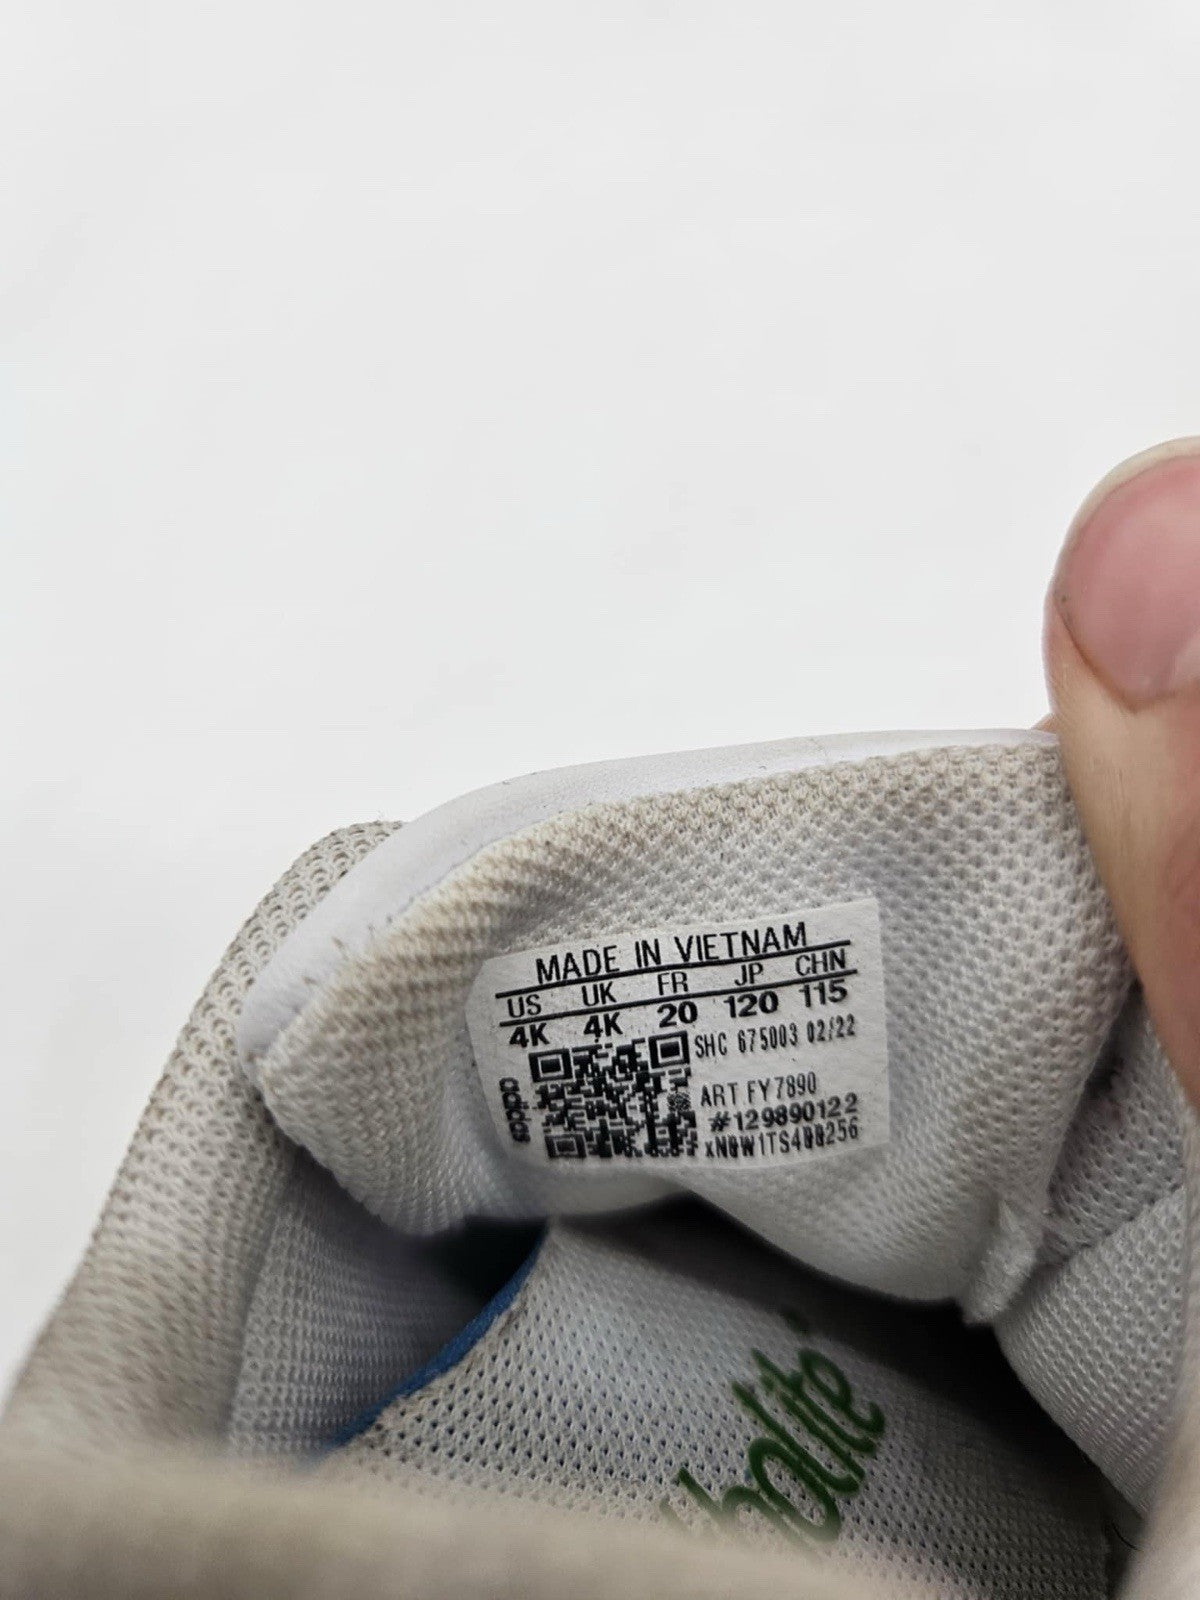 MADE IN VIETNAM
US UK FR JP CHN
4K 4K 20 120 115
SHC 675003 02/22
ART FY7890
#129890122
adidas